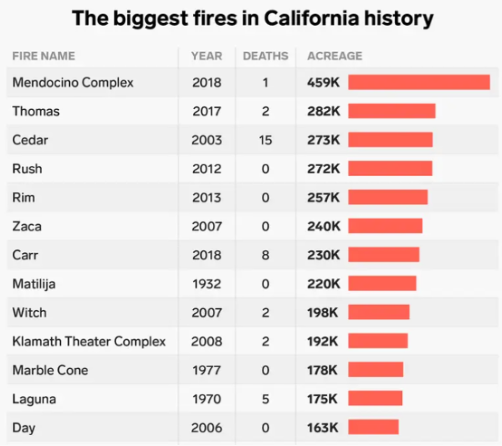 The biggest fires in California history
FIRE NAME YEAR DEATHS ACREAGE
Mendocino Complex 2018 1 459K
Thomas 2017 2 282K
Cedar 2003 15 273K
Rush 2012 0 272K
Rim 2013 0 257K
Zaca 2007 0 240K
Carr 2018 8 230K
Matilija 1932 0 220K
Witch 2007 2 198K
Klamath Theater Complex 2008 2 192K
Marble Cone 1977 0 178K
Laguna 1970 5 175K
Day 2006 0 163K